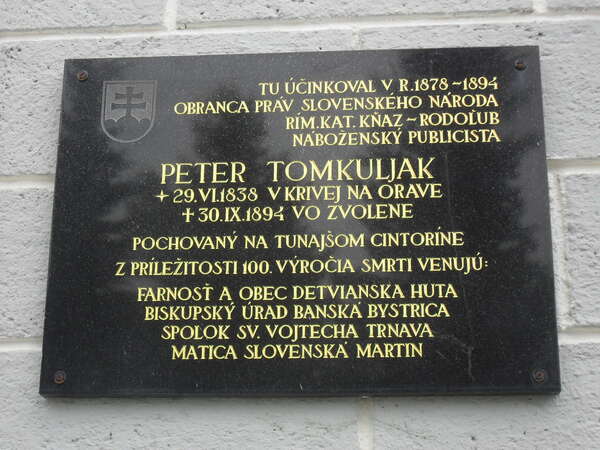 TU ÚČINKOVAL V R. 1878~1894
OBRANCA PRÁV SLOVENSKÉHO NÁRODA
RÍM. KAT. KŇAZ ~ RODOĽUB
NÁBOŽENSKÝ PUBLICISTA
PETER TOMKULJAK
✦ 29. VI. 1838 V KRIVEJ NA ORAVE
✝ 30. IX. 1894 VO ZVOLENE
POCHOVANÝ NA TUNAJŠOM CINTORÍNE
Z PRÍLEŽITOSTI 100. VÝROČIA SMRTI VENUJÚ:
FARNOSŤ A OBEC DETVIANSKA HUTA
BISKUPSKÝ ÚRAD BANSKÁ BYSTRICA
SPOLOK SV. VOJTECHA TRNAVA
MATICA SLOVENSKÁ MARTIN